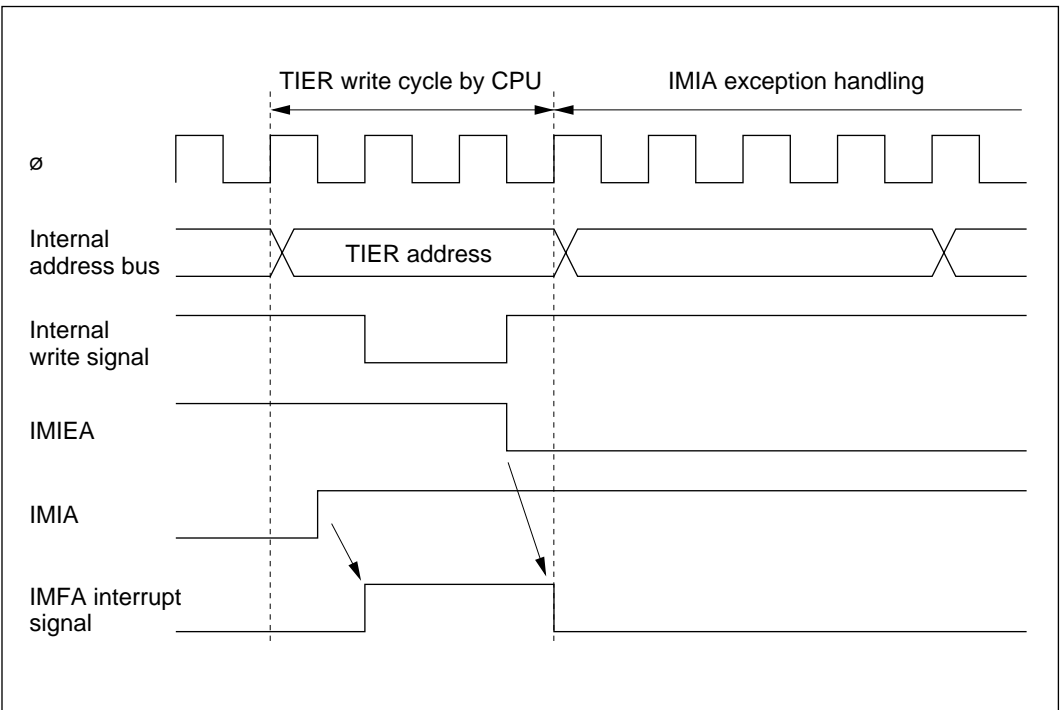 TIER write cycle by CPU
IMIA exception handling
ø
Internal
address bus
TIER address
Internal
write signal
IMIEA
IMIA
IMFA interrupt
signal